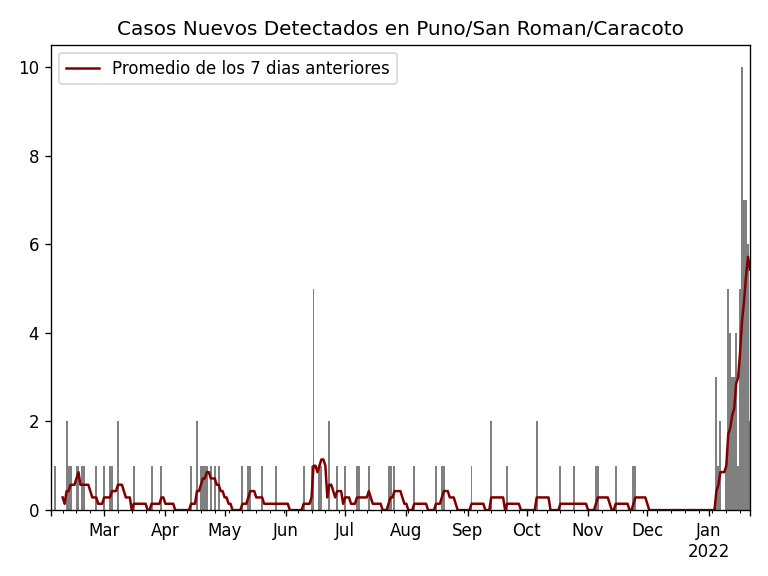 Casos Nuevos Detectados en Puno/San Roman/Caracoto
Promedio de los 7 dias anteriores
10
8
6
4
2
0
Mar Apr May Jun Jul Aug Sep Oct Nov Dec Jan
2022